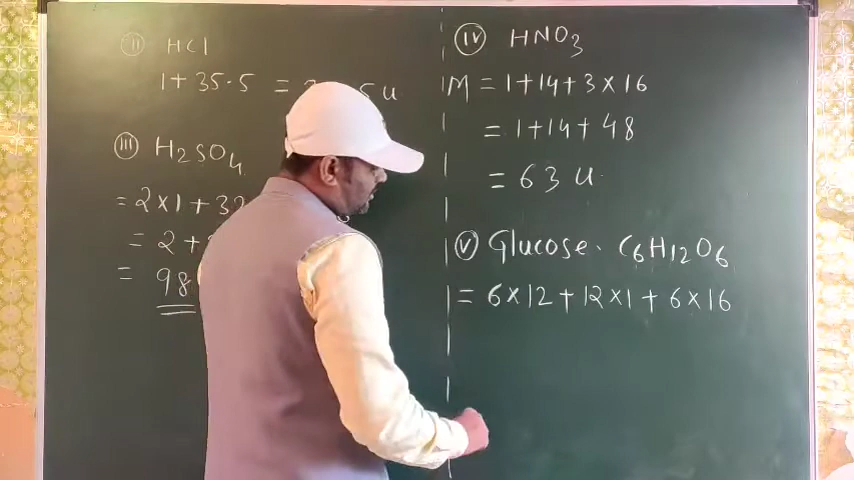 (ii) HCl
1 + 35.5 = 5 u
(iii) H2SO4
= 2×1 + 32
= 2 +
= 98
(iv) HNO3
M = 1+14+3×16
= 1+14+48
= 63 u
(v) Glucose. C6H12O6
= 6×12 + 12×1 + 6×16